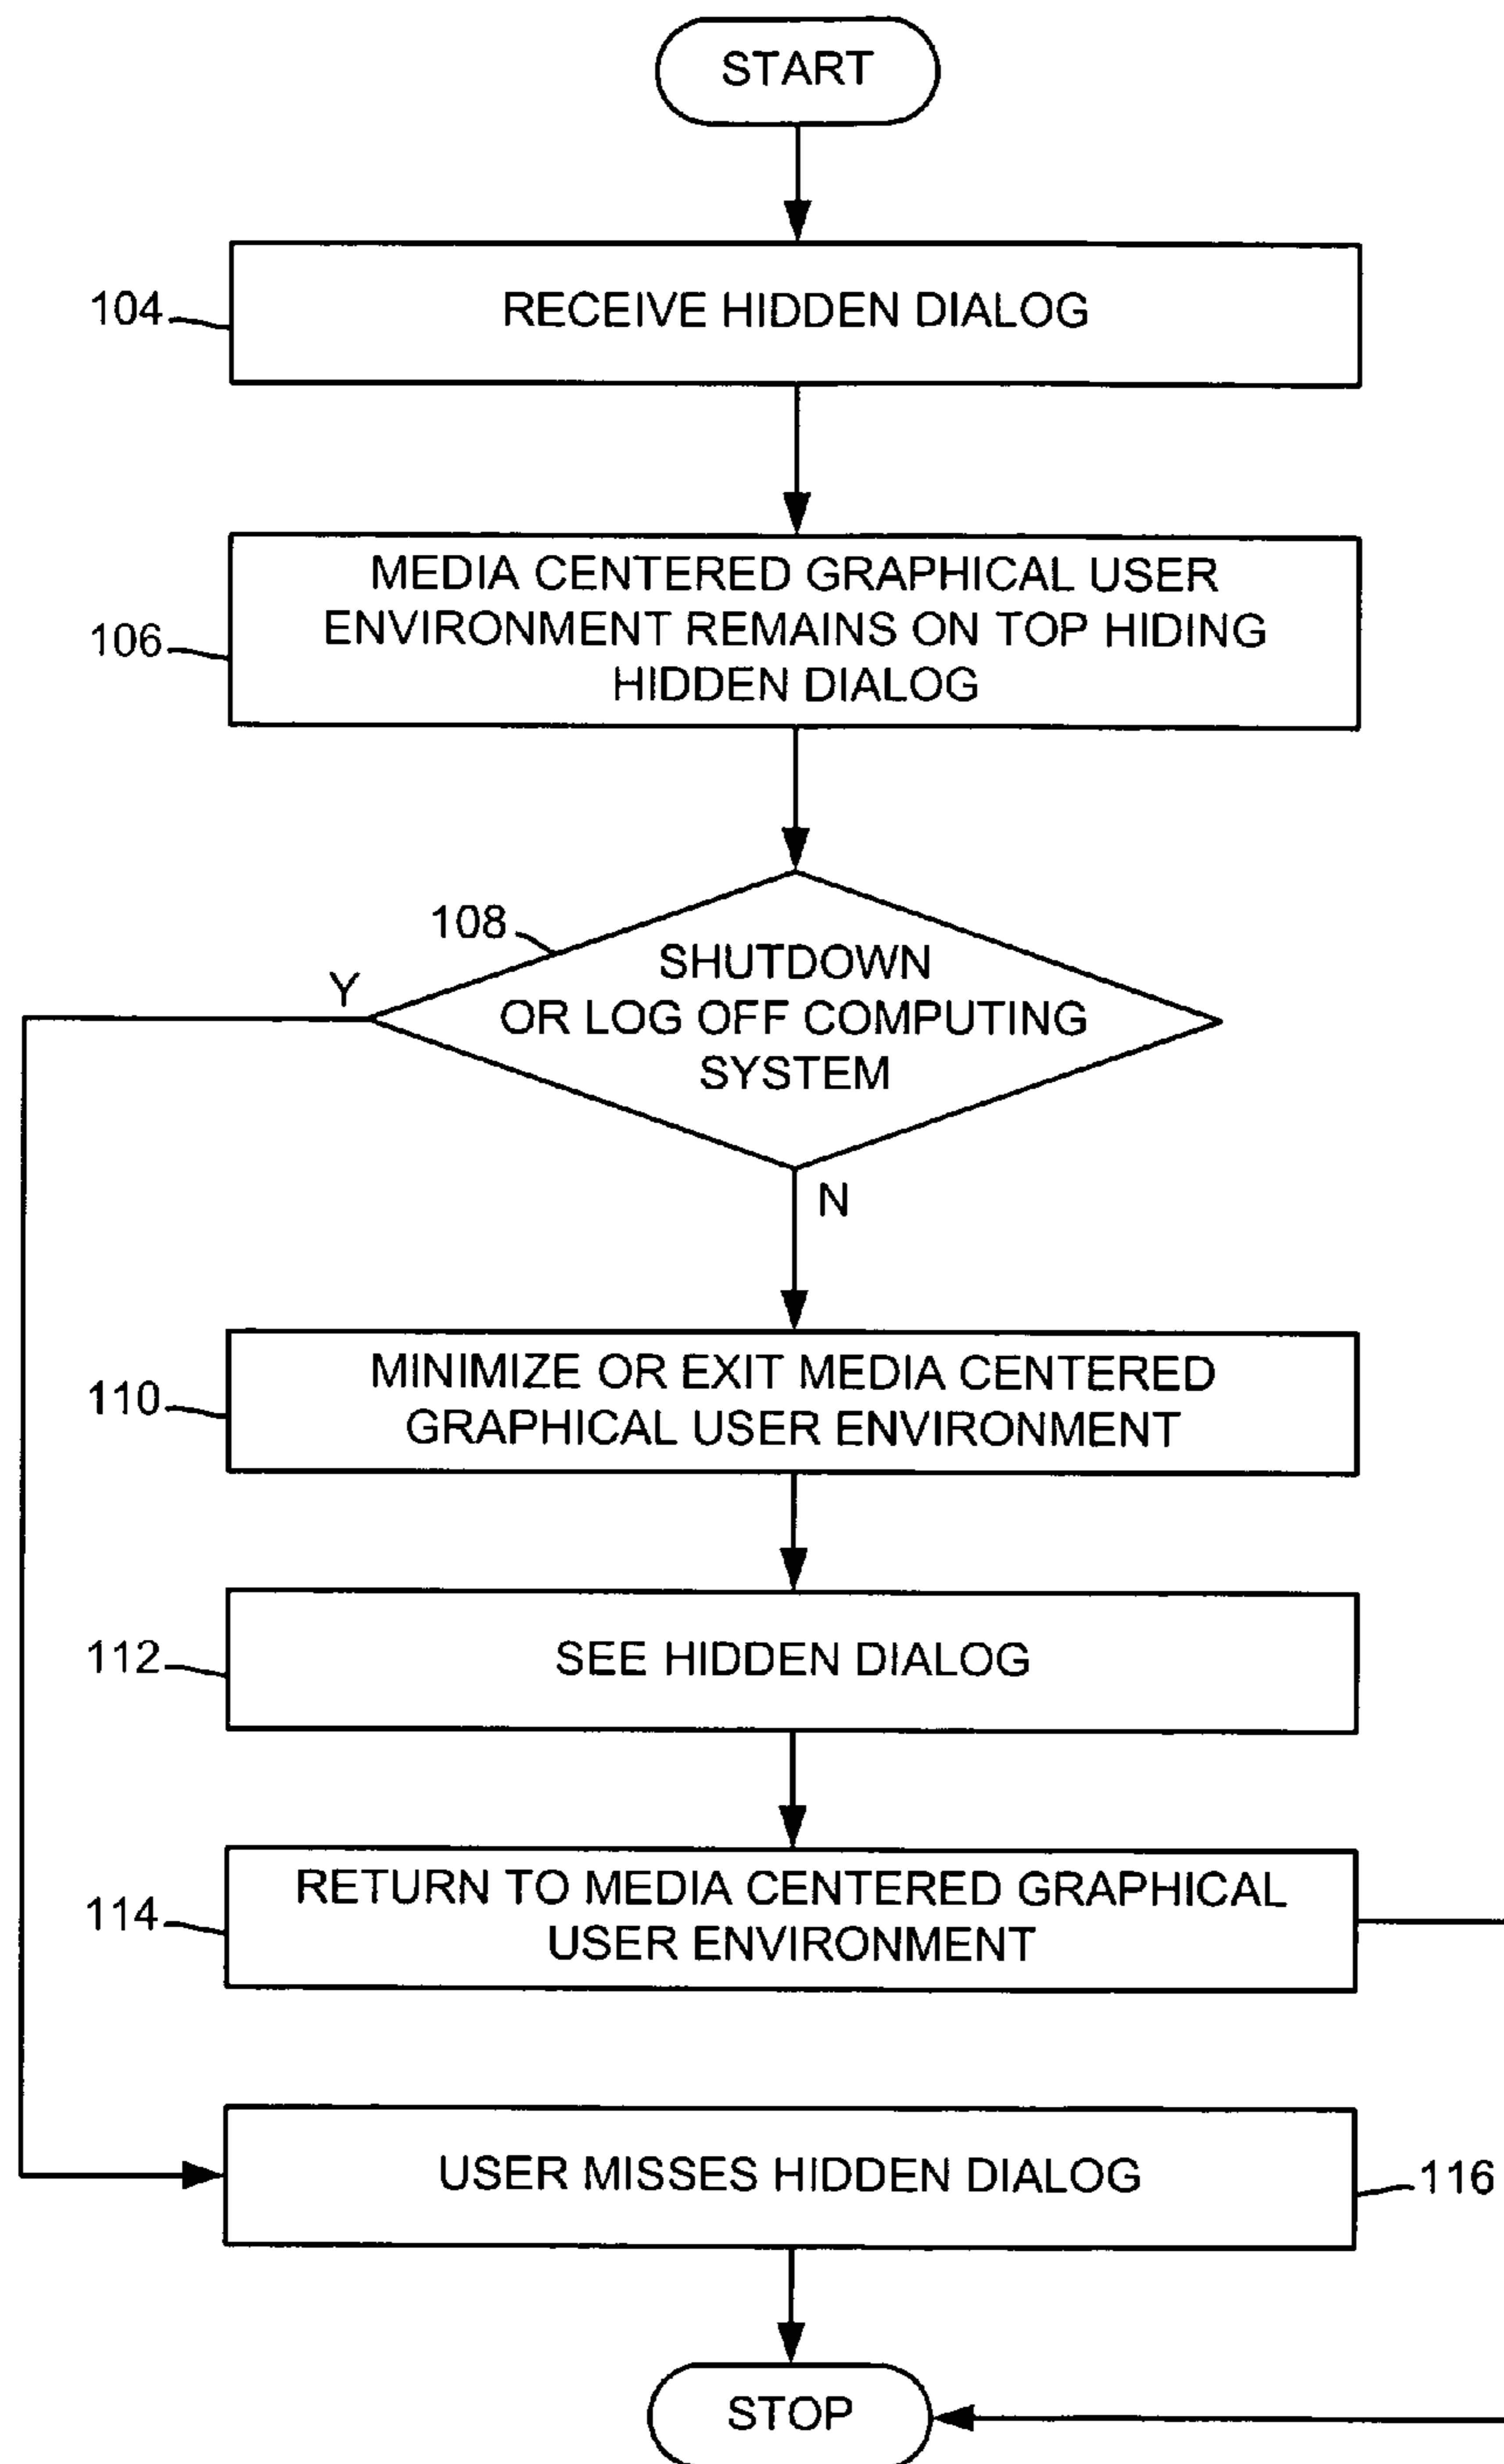 START
104
RECEIVE HIDDEN DIALOG
106
MEDIA CENTERED GRAPHICAL USER
ENVIRONMENT REMAINS ON TOP HIDING
HIDDEN DIALOG
108
Y
SHUTDOWN
OR LOG OFF COMPUTING
SYSTEM
N
110
MINIMIZE OR EXIT MEDIA CENTERED
GRAPHICAL USER ENVIRONMENT
112
SEE HIDDEN DIALOG
114
RETURN TO MEDIA CENTERED GRAPHICAL
USER ENVIRONMENT
USER MISSES HIDDEN DIALOG
116
STOP